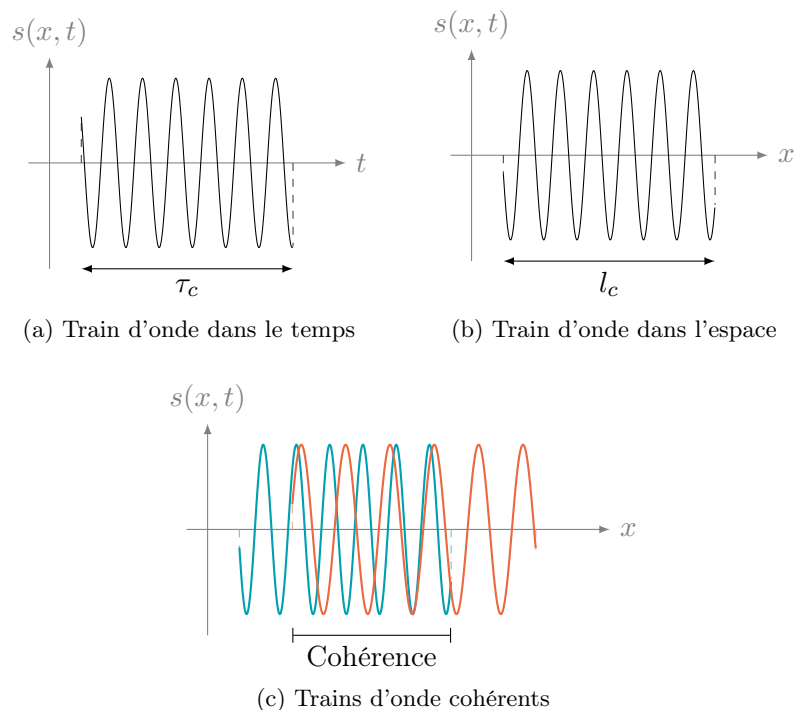 s(x, t)
t
τc
(a) Train d'onde dans le temps
s(x, t)
x
lc
(b) Train d'onde dans l'espace
s(x, t)
x
Cohérence
(c) Trains d'onde cohérents